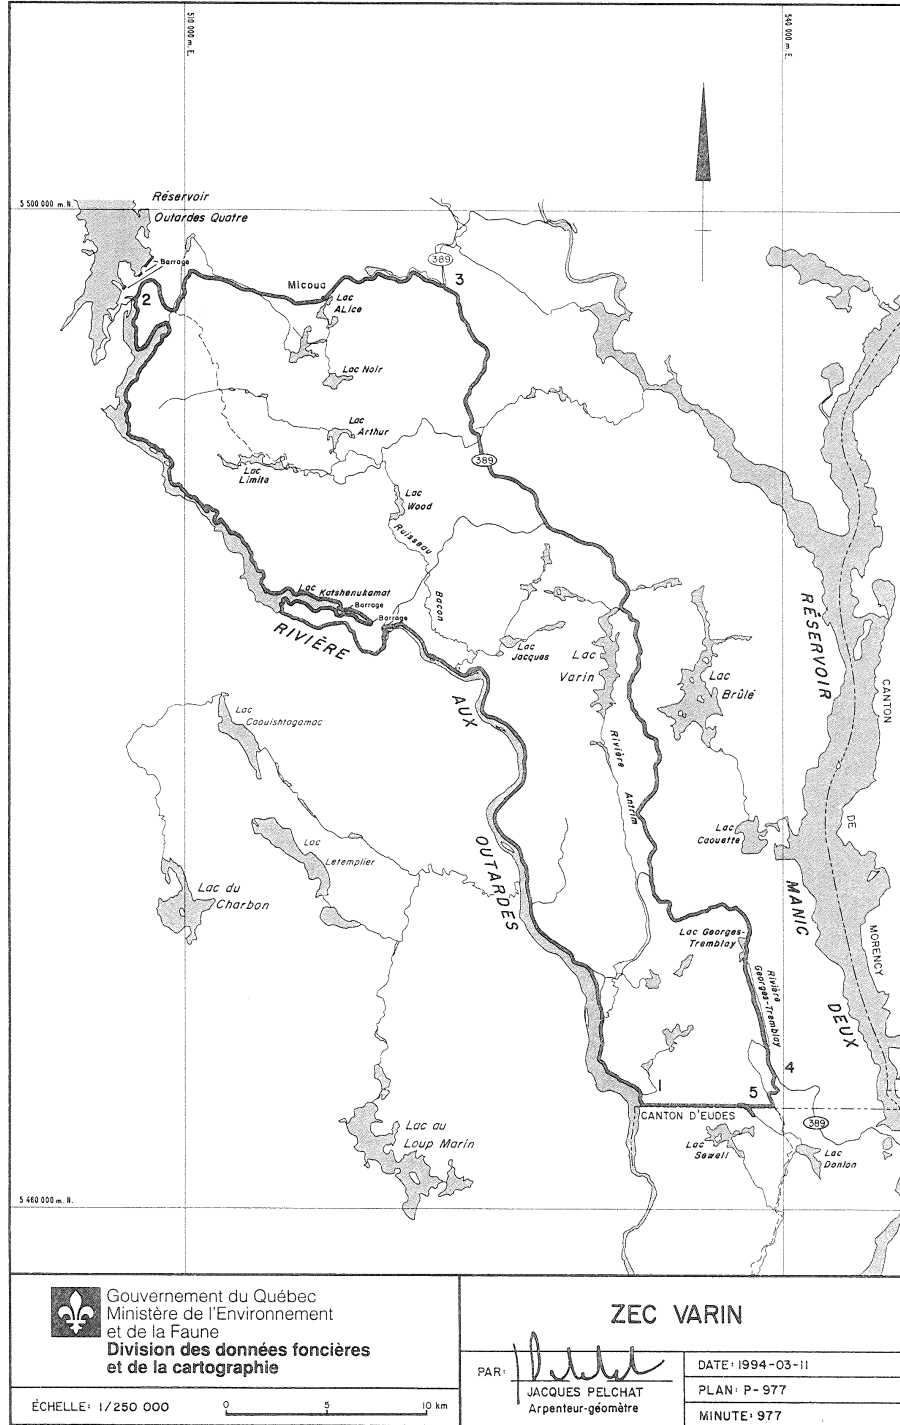 510 000 m. E.
540 000 m. E.
5 500 000 m. N.
Réservoir
Outardes Quatre
Barrage
389
3
2
Micoua
Lac
ALice
Lac Noir
Lac
Arthur
389
Lac
Limite
Lac
Wood
Ruisseau
Bacon
Lac Katshenukamat
Barrage
Barrage
RIVIÈRE
AUX
OUTARDES
Lac
Jacques
Lac
Varin
Lac
Brûlé
RÉSERVOIR
MANIC
DEUX
CANTON
DE
MORENCY
Lac
Caouishtagamac
Rivière
Antrim
Lac
Caouette
Lac
Letemplier
Lac du
Charbon
Lac Georges-
Tremblay
Rivière
Georges-Tremblay
4
1
5
CANTON D'EUDES
389
Lac
Sewell
Lac
Donlon
Lac au
Loup Marin
5 460 000 m. N.
Gouvernement du Québec
Ministère de l'Environnement
et de la Faune
Division des données foncières
et de la cartographie
ÉCHELLE: 1/250 000
0 5 10 km
ZEC VARIN
PAR:
JACQUES PELCHAT
Arpenteur-géomètre
DATE: 1994-03-11
PLAN: P-977
MINUTE: 977